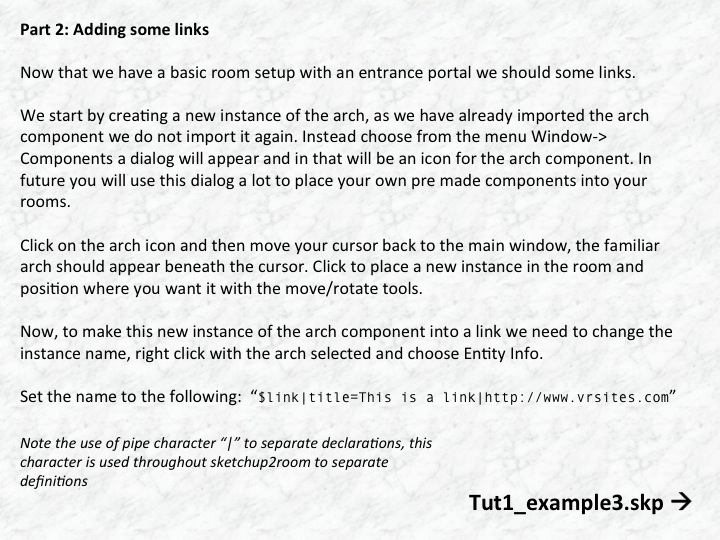 Part 2: Adding some links
Now that we have a basic room setup with an entrance portal we should some links.
We start by creating a new instance of the arch, as we have already imported the arch
component we do not import it again. Instead choose from the menu Window->
Components a dialog will appear and in that will be an icon for the arch component. In
future you will use this dialog a lot to place your own pre made components into your
rooms.
Click on the arch icon and then move your cursor back to the main window, the familiar
arch should appear beneath the cursor. Click to place a new instance in the room and
position where you want it with the move/rotate tools.
Now, to make this new instance of the arch component into a link we need to change the
instance name, right click with the arch selected and choose Entity Info.
Set the name to the following: “$link|title=This is a link|http://www.vrsites.com”
Note the use of pipe character “|” to separate declarations, this
character is used throughout sketchup2room to separate
definitions
Tut1_example3.skp →